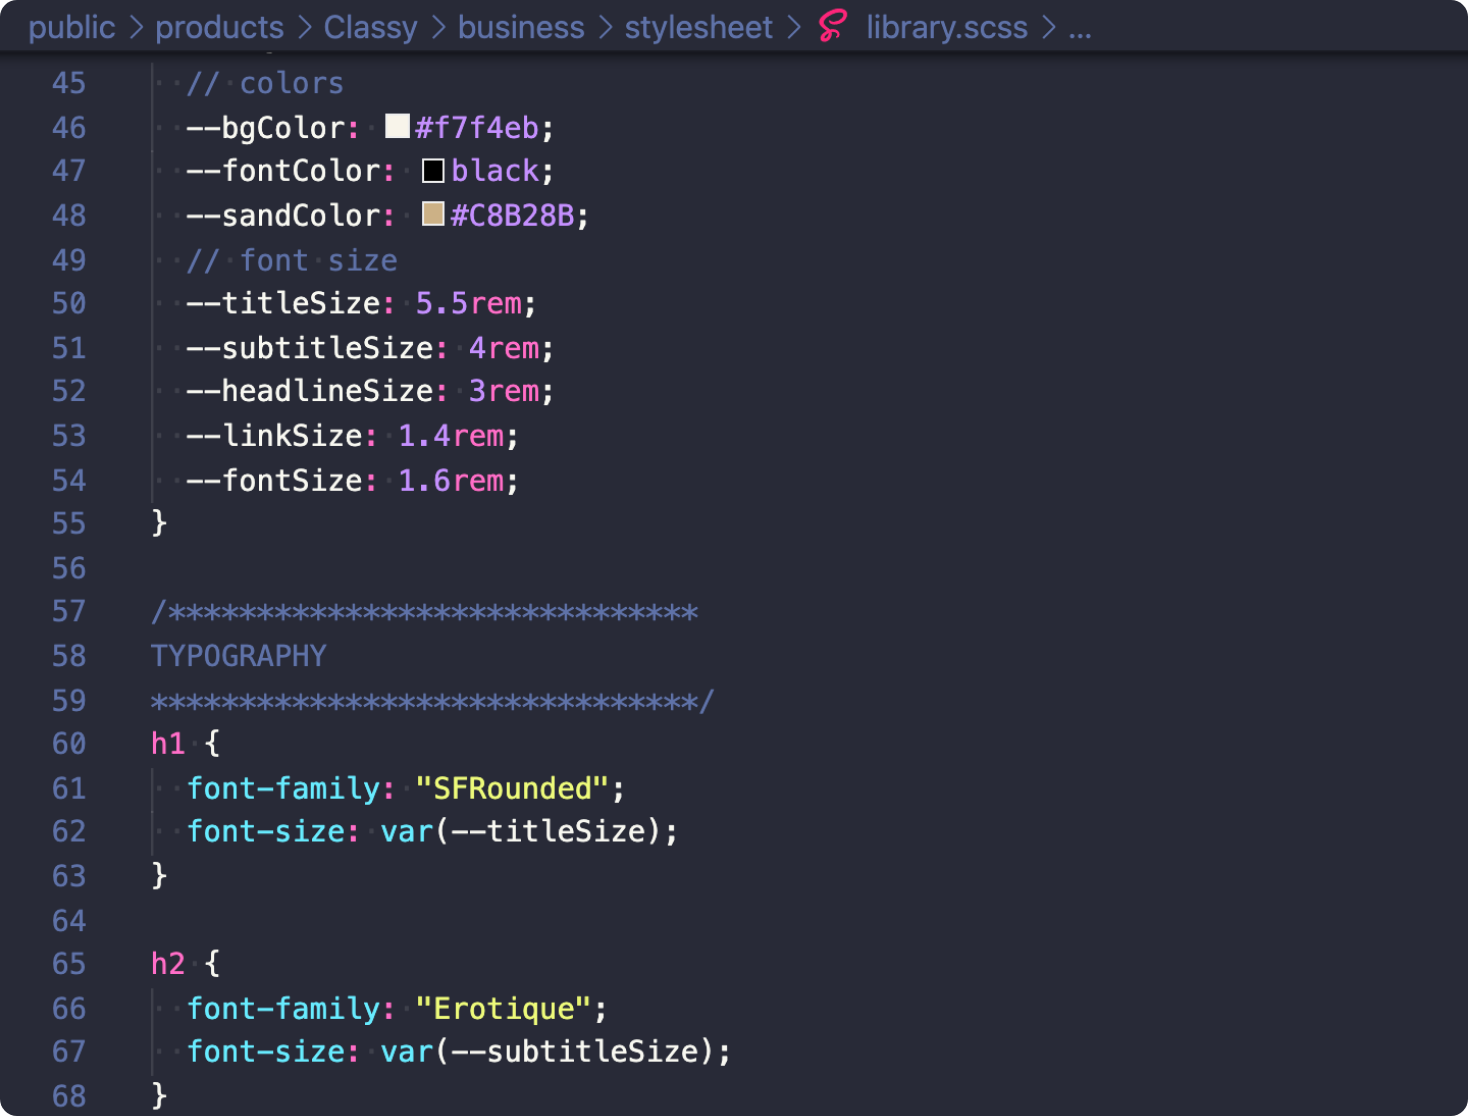 public > products > Classy > business > stylesheet > library.scss > ...
45 // colors
46 --bgColor: #f7f4eb;
47 --fontColor: black;
48 --sandColor: #C8B28B;
49 // font size
50 --titleSize: 5.5rem;
51 --subtitleSize: 4rem;
52 --headlineSize: 3rem;
53 --linkSize: 1.4rem;
54 --fontSize: 1.6rem;
55 }
56
57 /******************************
58 TYPOGRAPHY
59 *******************************/
60 h1 {
61 font-family: "SFRounded";
62 font-size: var(--titleSize);
63 }
64
65 h2 {
66 font-family: "Erotique";
67 font-size: var(--subtitleSize);
68 }